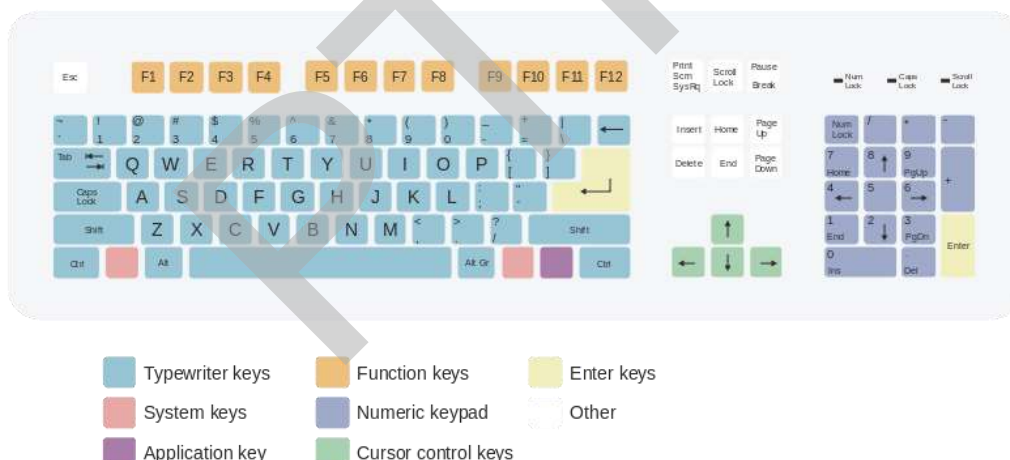 Esc F1 F2 F3 F4 F5 F6 F7 F8 F9 F10 F11 F12 Print Scrn SysRq Scroll Lock Pause Break Num Lock Caps Lock Scroll Lock
~ ` ! 1 @ 2 # 3 $ 4 % 5 ^ 6 & 7 * 8 ( 9 ) 0 _ - + = | \ ← Insert Home Page Up Num Lock / * -
Tab Q W E R T Y U I O P { [ } ] Delete End Page Down 7 Home 8 ↑ 9 PgUp +
Caps Lock A S D F G H J K L : ; " ' 4 ← 5 6 →
Shift Z X C V B N M < , > . ? / Shift ↑ 1 End 2 ↓ 3 PgDn Enter
Ctrl Alt Alt Gr Ctrl ← ↓ → 0 Ins . Del
Typewriter keys Function keys Enter keys
System keys Numeric keypad Other
Application key Cursor control keys